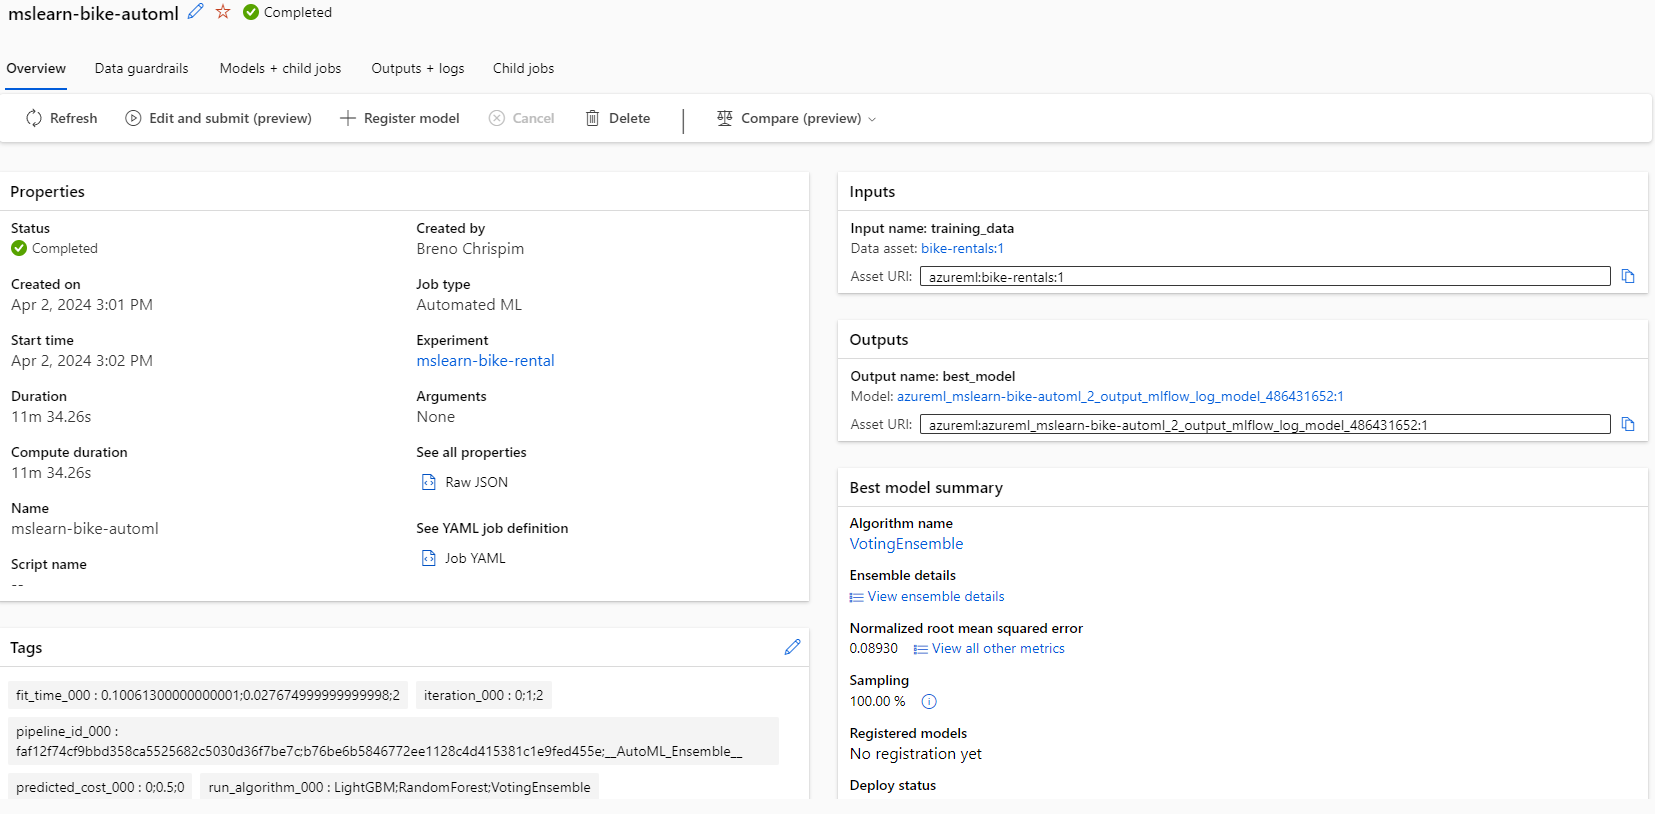 mslearn-bike-automl Completed
Overview Data guardrails Models + child jobs Outputs + logs Child jobs
Refresh Edit and submit (preview) Register model Cancel Delete Compare (preview)
Properties
Status
Completed
Created on
Apr 2, 2024 3:01 PM
Start time
Apr 2, 2024 3:02 PM
Duration
11m 34.26s
Compute duration
11m 34.26s
Name
mslearn-bike-automl
Script name
--
Created by
Breno Chrispim
Job type
Automated ML
Experiment
mslearn-bike-rental
Arguments
None
See all properties
Raw JSON
See YAML job definition
Job YAML
Tags
fit_time_000 : 0.10061300000000001;0.027674999999999998;2 iteration_000 : 0;1;2
pipeline_id_000 :
faf12f74cf9bbd358ca5525682c5030d36f7be7c;b76be6b5846772ee1128c4d415381c1e9fed455e;__AutoML_Ensemble__
predicted_cost_000 : 0;0.5;0 run_algorithm_000 : LightGBM;RandomForest;VotingEnsemble
Inputs
Input name: training_data
Data asset: bike-rentals:1
Asset URI: azureml:bike-rentals:1
Outputs
Output name: best_model
Model: azureml_mslearn-bike-automl_2_output_mlflow_log_model_486431652:1
Asset URI: azureml:azureml_mslearn-bike-automl_2_output_mlflow_log_model_486431652:1
Best model summary
Algorithm name
VotingEnsemble
Ensemble details
View ensemble details
Normalized root mean squared error
0.08930 View all other metrics
Sampling
100.00 %
Registered models
No registration yet
Deploy status